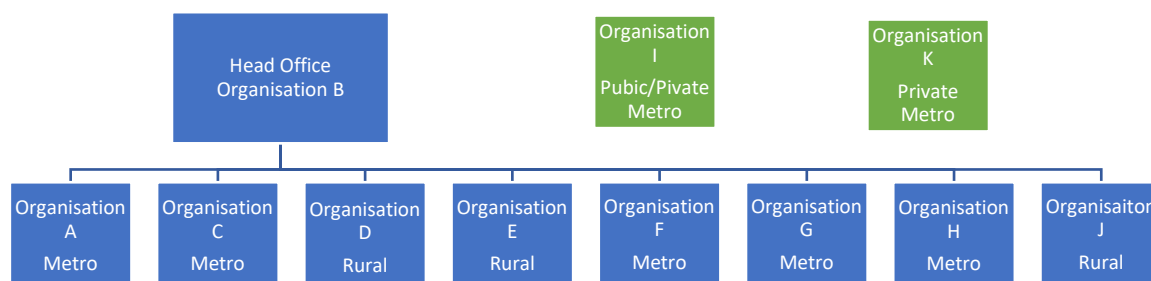 Head Office
Organisation B
Organisation
I
Pubic/Pivate
Metro
Organisation
K
Private
Metro
Organisation
A
Metro
Organisation
C
Metro
Organisation
D
Rural
Organisation
E
Rural
Organisation
F
Metro
Organisation
G
Metro
Organisation
H
Metro
Organisaiton
J
Rural